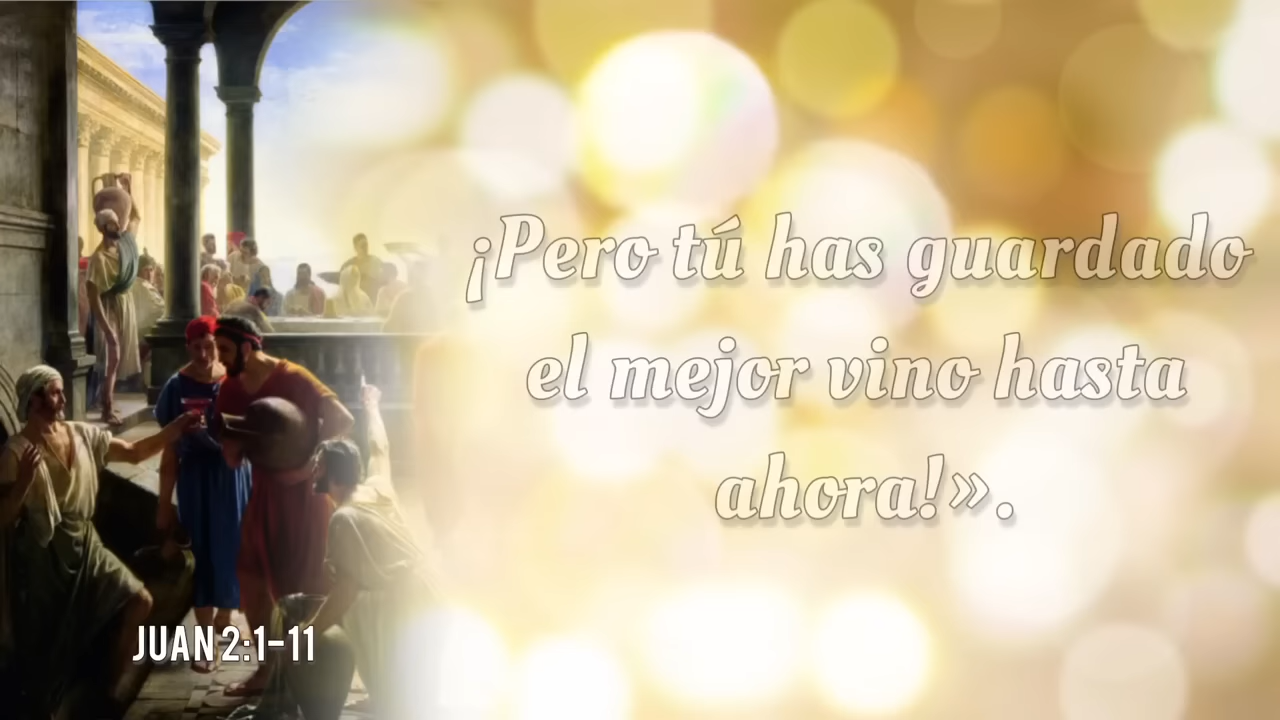 ¡Pero tú has guardado
el mejor vino hasta
ahora!».
JUAN 2:1-11